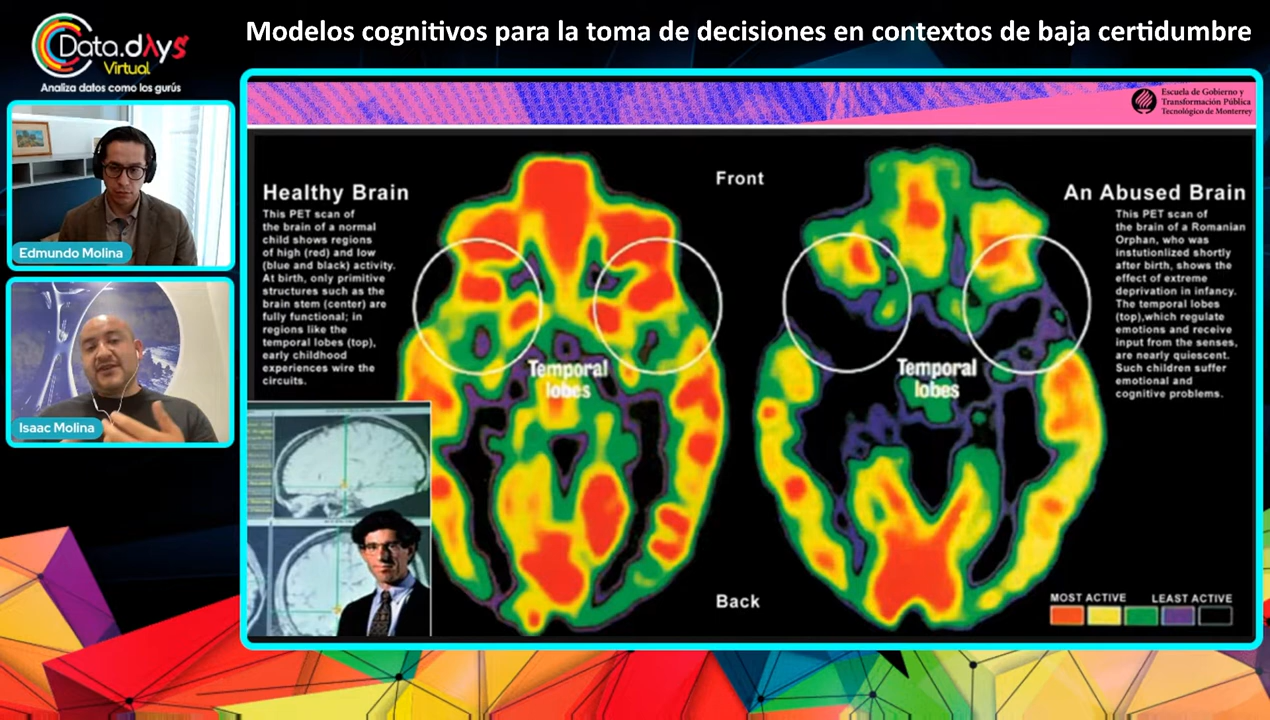 Modelos cognitivos para la toma de decisiones en contextos de baja certidumbre
Data.dλys
Virtual
Analiza datos como los gurús
Edmundo Molina
Isaac Molina
Escuela de Gobierno y
Transformación Pública
Tecnológico de Monterrey
Healthy Brain
This PET scan of
the brain of a normal
child shows regions
of high (red) and low
(blue and black) activity.
At birth, only primitive
structures such as the
brain stem (center) are
fully functional; in
regions like the
temporal lobes (top),
early childhood
experiences wire the
circuits.
Front
Temporal
lobes
Temporal
lobes
Back
An Abused Brain
This PET scan of
the brain of a Romanian
Orphan, who was
instutionlized shortly
after birth, shows the
effect of extreme
deprivation in infancy.
The temporal lobes
(top),which regulate
emotions and receive
input from the senses,
are nearly quiescent.
Such children suffer
emotional and
cognitive problems.
MOST ACTIVE LEAST ACTIVE